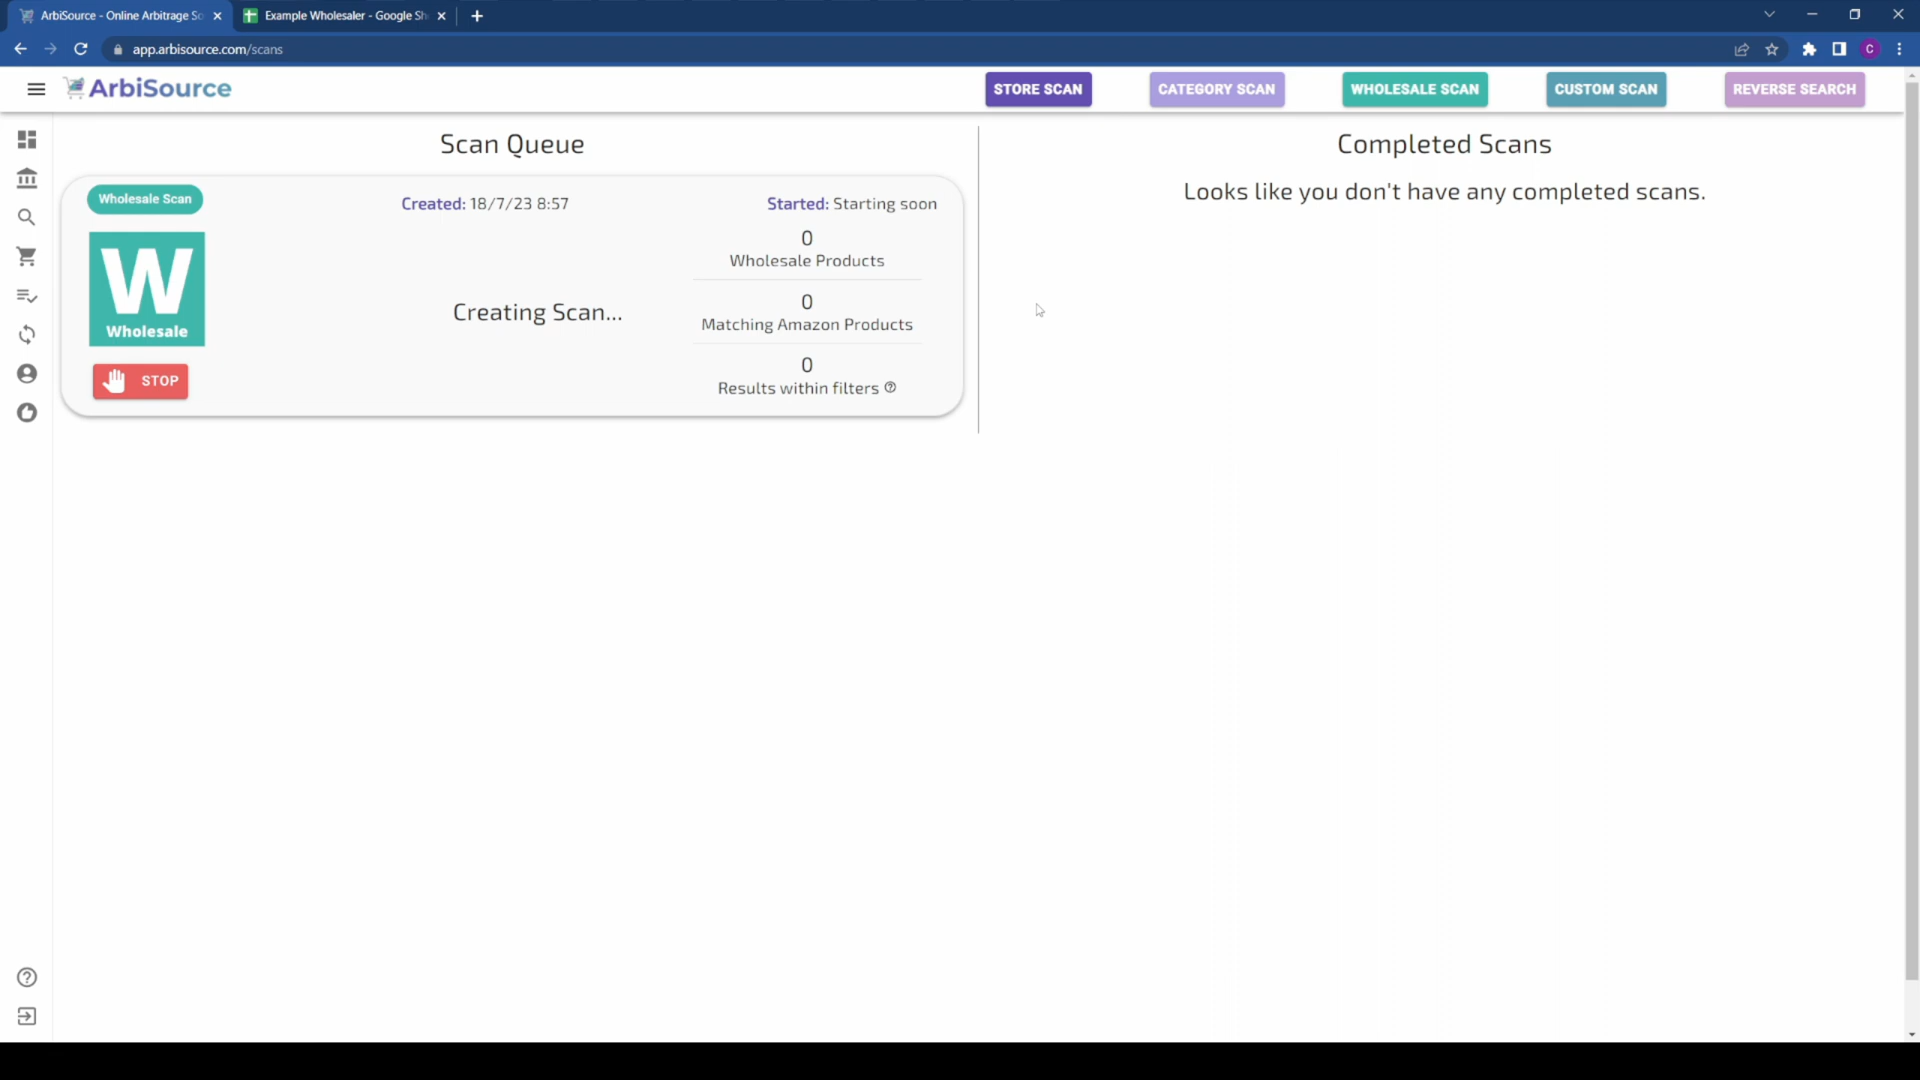 ArbiSource - Online Arbitrage So
Example Wholesaler - Google Sh
app.arbisource.com/scans
C
ArbiSource
STORE SCAN
CATEGORY SCAN
WHOLESALE SCAN
CUSTOM SCAN
REVERSE SEARCH
Scan Queue
Wholesale Scan
Created: 18/7/23 8:57
Started: Starting soon
W
Wholesale
Creating Scan...
0
Wholesale Products
0
Matching Amazon Products
0
Results within filters
STOP
Completed Scans
Looks like you don't have any completed scans.